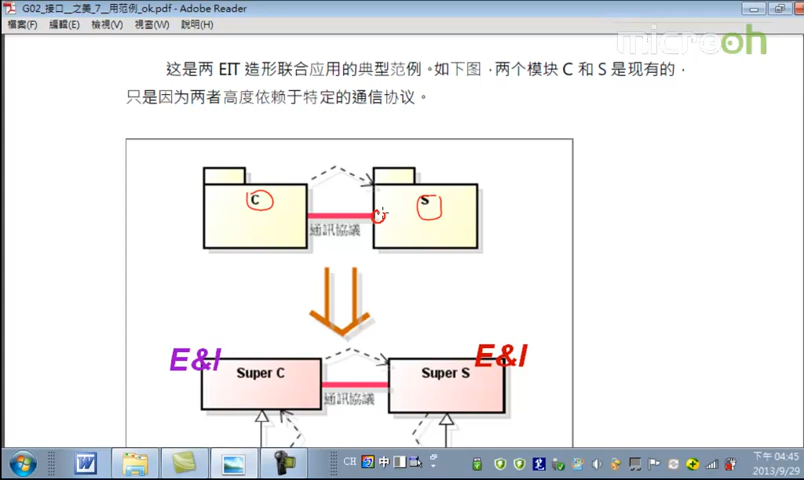 G02_接口__之美_7__用范例_ok.pdf - Adobe Reader
檔案(F) 編輯(E) 檢視(V) 視窗(W) 說明(H)
microoh
这是两 EIT 造形联合应用的典型范例。如下图，两个模块 C 和 S 是现有的，
只是因为两者高度依赖于特定的通信协议。
C
S
通訊協議
E&I
E&I
Super C
Super S
通訊協議
CH 中
下午 04:45
2013/9/29